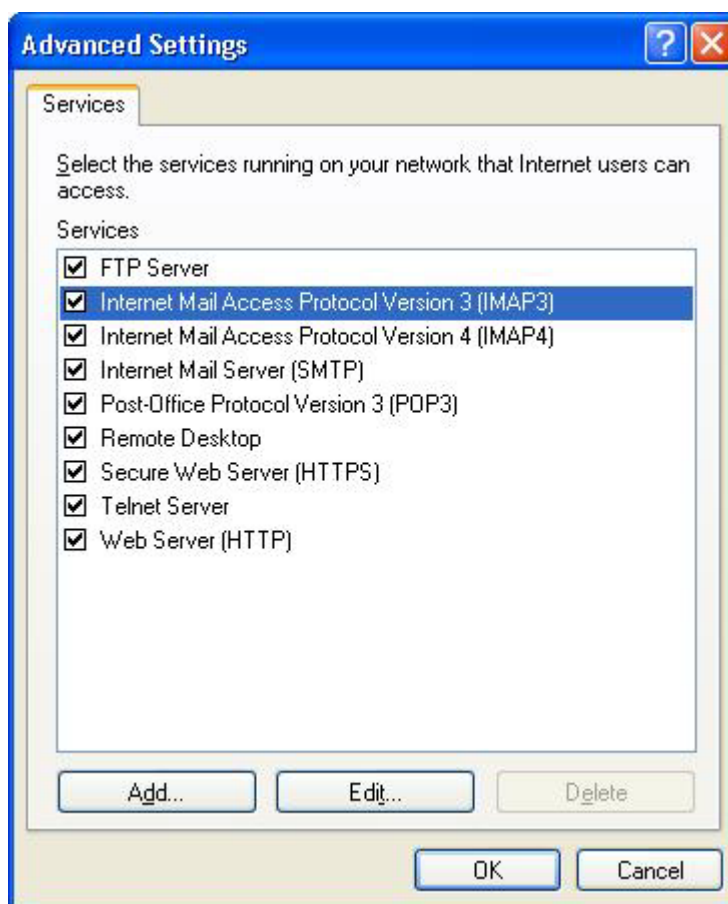 Advanced Settings
Services
Select the services running on your network that Internet users can
access.
Services
FTP Server
Internet Mail Access Protocol Version 3 (IMAP3)
Internet Mail Access Protocol Version 4 (IMAP4)
Internet Mail Server (SMTP)
Post-Office Protocol Version 3 (POP3)
Remote Desktop
Secure Web Server (HTTPS)
Telnet Server
Web Server (HTTP)
Add... Edit... Delete
OK Cancel